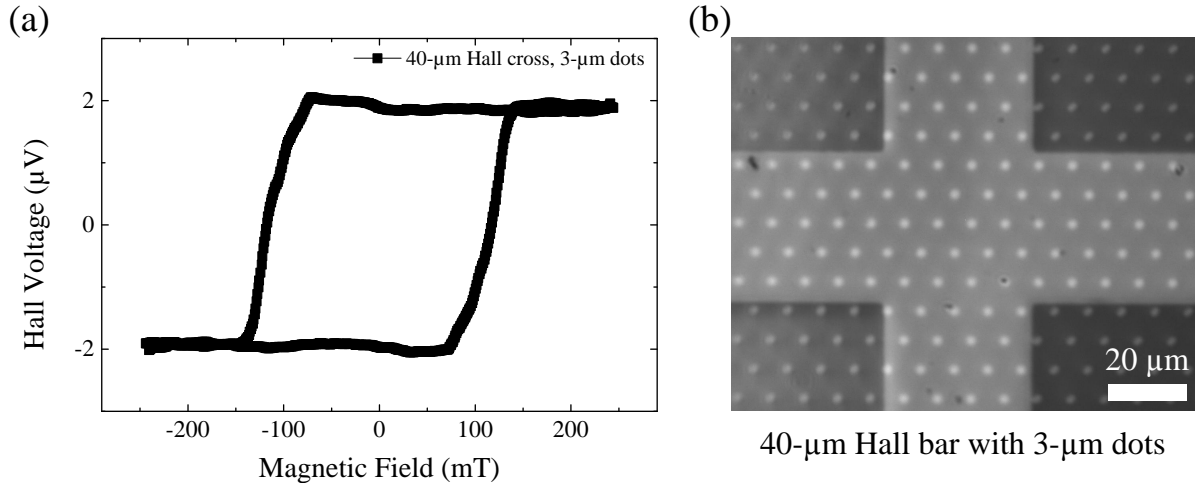 (a)
40-µm Hall cross, 3-µm dots
2
0
-2
Hall Voltage (µV)
-200
-100
0
100
200
Magnetic Field (mT)
(b)
20 µm
40-µm Hall bar with 3-µm dots